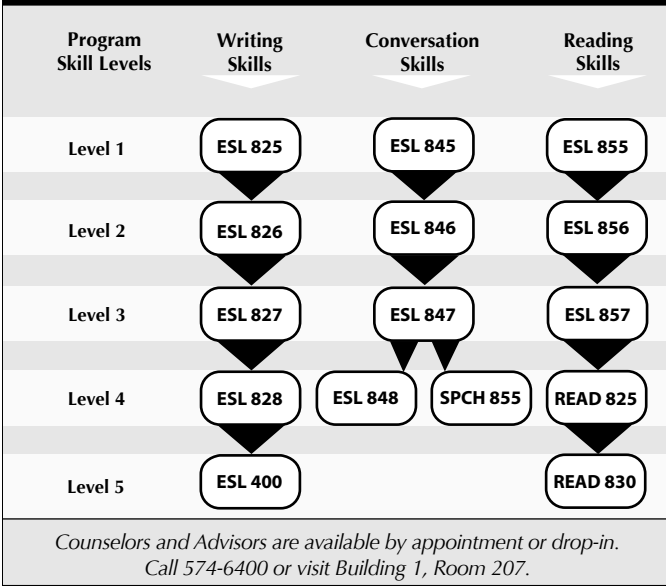 Program Skill Levels
Writing Skills
Conversation Skills
Reading Skills
Level 1
ESL 825
ESL 845
ESL 855
Level 2
ESL 826
ESL 846
ESL 856
Level 3
ESL 827
ESL 847
ESL 857
Level 4
ESL 828
ESL 848
SPCH 855
READ 825
Level 5
ESL 400
READ 830
Counselors and Advisors are available by appointment or drop-in.
Call 574-6400 or visit Building 1, Room 207.